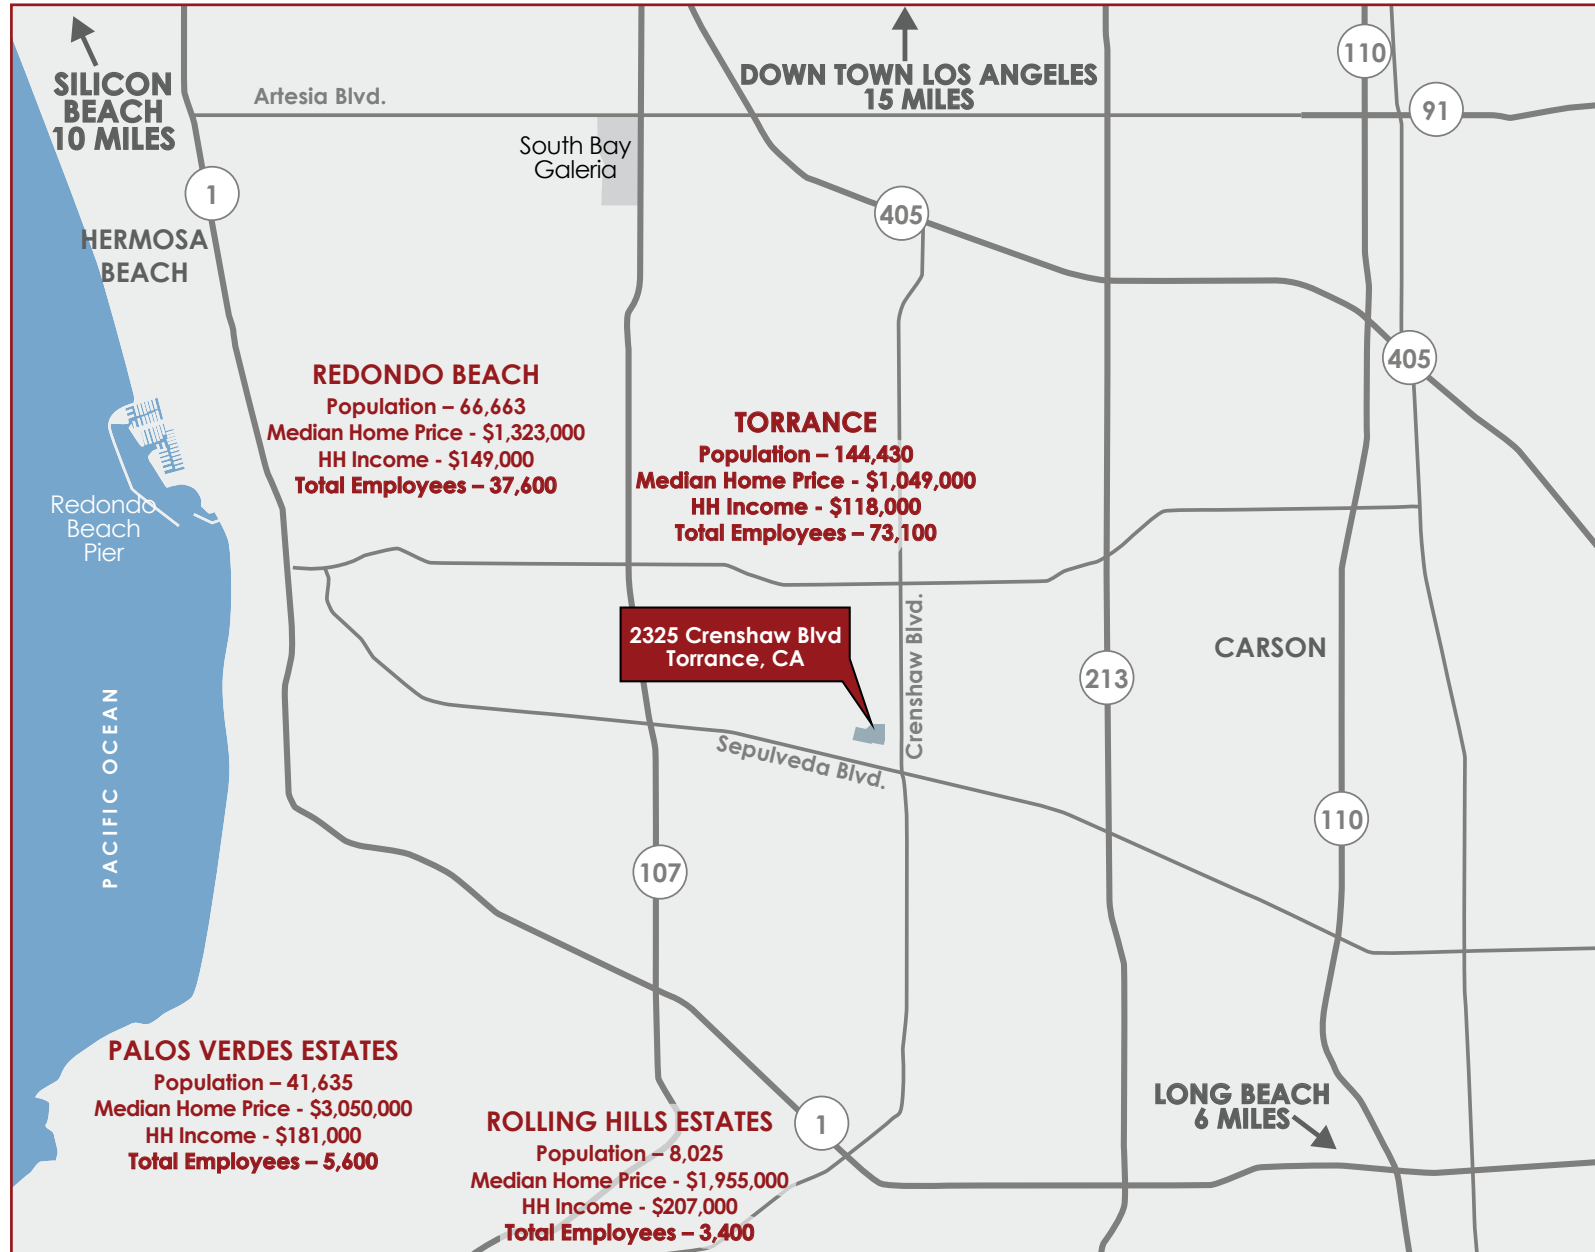 SILICON
BEACH
10 MILES
DOWN TOWN LOS ANGELES
15 MILES
110
91
Artesia Blvd.
South Bay
Galeria
1
405
HERMOSA
BEACH
405
REDONDO BEACH
Population – 66,663
Median Home Price - $1,323,000
HH Income - $149,000
Total Employees – 37,600
TORRANCE
Population – 144,430
Median Home Price - $1,049,000
HH Income - $118,000
Total Employees – 73,100
Redondo
Beach
Pier
2325 Crenshaw Blvd
Torrance, CA
Crenshaw Blvd.
CARSON
213
PACIFIC OCEAN
Sepulveda Blvd.
110
107
PALOS VERDES ESTATES
Population – 41,635
Median Home Price - $3,050,000
HH Income - $181,000
Total Employees – 5,600
ROLLING HILLS ESTATES
Population – 8,025
Median Home Price - $1,955,000
HH Income - $207,000
Total Employees – 3,400
1
LONG BEACH
6 MILES